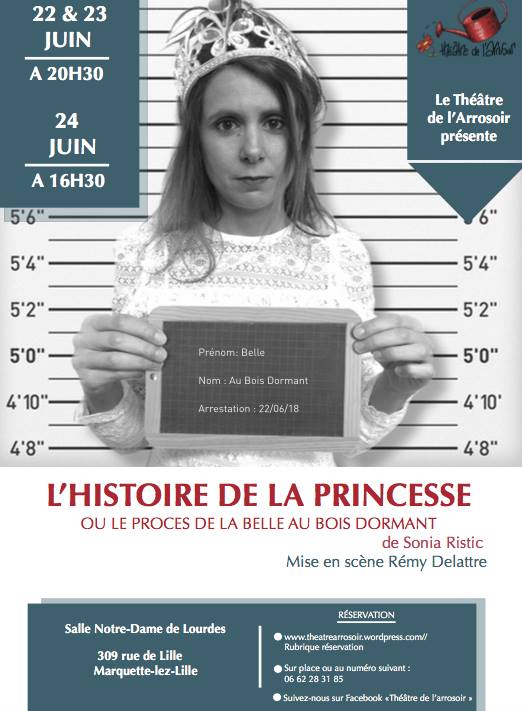 22 & 23
JUIN
A 20H30
24
JUIN
A 16H30
théâtre de l'Arrosoir
Le Théâtre
de l'Arrosoir
présente
5'6"
6"
5'4"
5'4"
5'2"
5'2"
5'0"
5'0"
4'10"
4'10'
4'8"
4'8"
Prénom: Belle
Nom : Au Bois Dormant
Arrestation : 22/06/18
L'HISTOIRE DE LA PRINCESSE
OU LE PROCES DE LA BELLE AU BOIS DORMANT
de Sonia Ristic
Mise en scène Rémy Delattre
Salle Notre-Dame de Lourdes
309 rue de Lille
Marquette-lez-Lille
RÉSERVATION
www.theatrearrosoir.wordpress.com//
Rubrique réservation
Sur place ou au numéro suivant :
06 62 28 31 85
Suivez-nous sur Facebook «Théâtre de l'arrosoir »